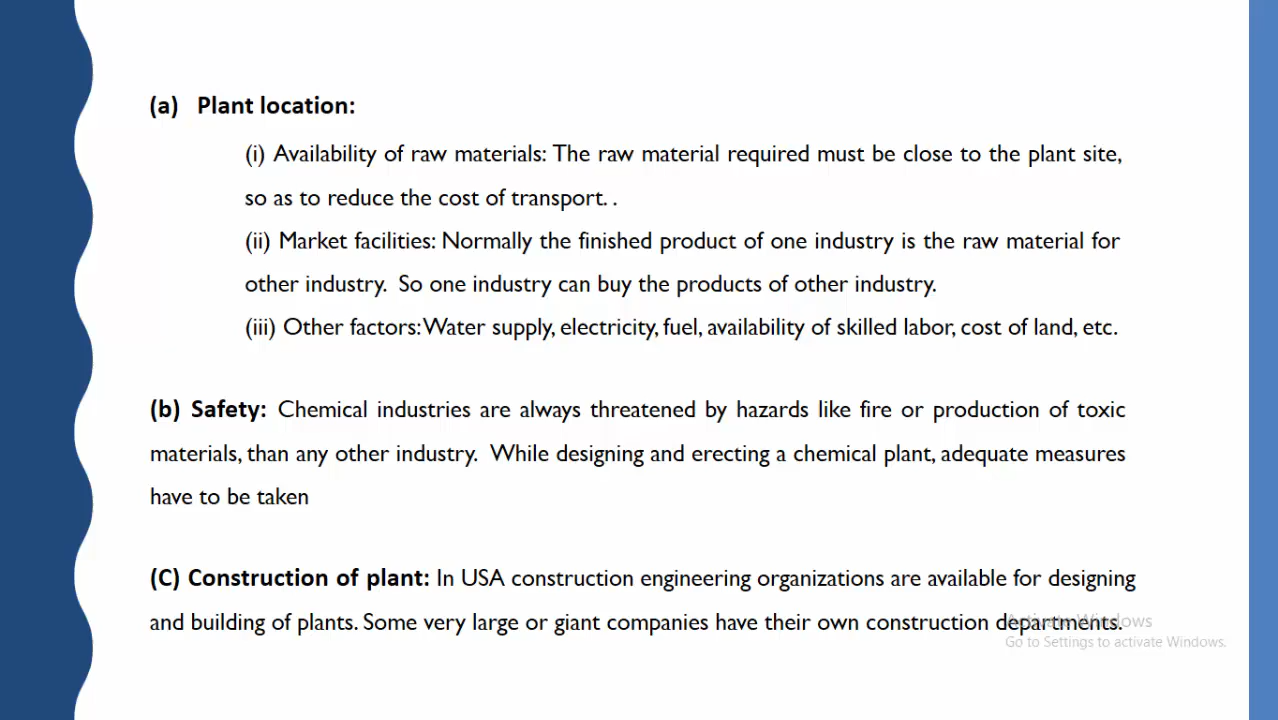 (a) Plant location:
(i) Availability of raw materials: The raw material required must be close to the plant site,
so as to reduce the cost of transport. .
(ii) Market facilities: Normally the finished product of one industry is the raw material for
other industry. So one industry can buy the products of other industry.
(iii) Other factors: Water supply, electricity, fuel, availability of skilled labor, cost of land, etc.
(b) Safety: Chemical industries are always threatened by hazards like fire or production of toxic
materials, than any other industry. While designing and erecting a chemical plant, adequate measures
have to be taken
(C) Construction of plant: In USA construction engineering organizations are available for designing
and building of plants. Some very large or giant companies have their own construction departments.
Activate Windows
Go to Settings to activate Windows.